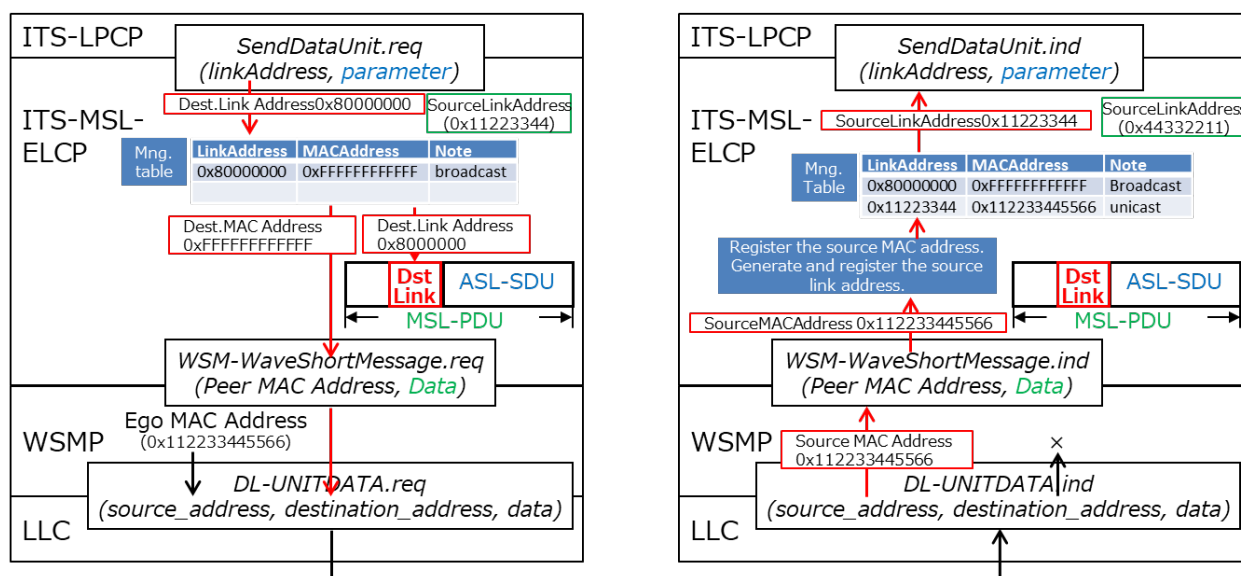 ITS-LPCP
SendDataUnit.req
(linkAddress, parameter)
ITS-MSL-
ELCP
Dest.Link Address0x80000000
SourceLinkAddress
(0x11223344)
Mng.
table
LinkAddress MACAddress Note
0x80000000 0xFFFFFFFFFFFF broadcast
Dest.MAC Address
0xFFFFFFFFFFFF
Dest.Link Address
0x8000000
Dst
Link
ASL-SDU
MSL-PDU
WSM-WaveShortMessage.req
(Peer MAC Address, Data)
WSMP
Ego MAC Address
(0x112233445566)
DL-UNITDATA.req
(source_address, destination_address, data)
LLC
ITS-LPCP
SendDataUnit.ind
(linkAddress, parameter)
ITS-MSL-
ELCP
SourceLinkAddress0x11223344
SourceLinkAddress
(0x44332211)
Mng.
Table
LinkAddress MACAddress Note
0x80000000 0xFFFFFFFFFFFF Broadcast
0x11223344 0x112233445566 unicast
Register the source MAC address.
Generate and register the source
link address.
Dst
Link
ASL-SDU
MSL-PDU
SourceMACAddress 0x112233445566
WSM-WaveShortMessage.ind
(Peer MAC Address, Data)
WSMP
Source MAC Address
0x112233445566
×
DL-UNITDATA.ind
(source_address, destination_address, data)
LLC